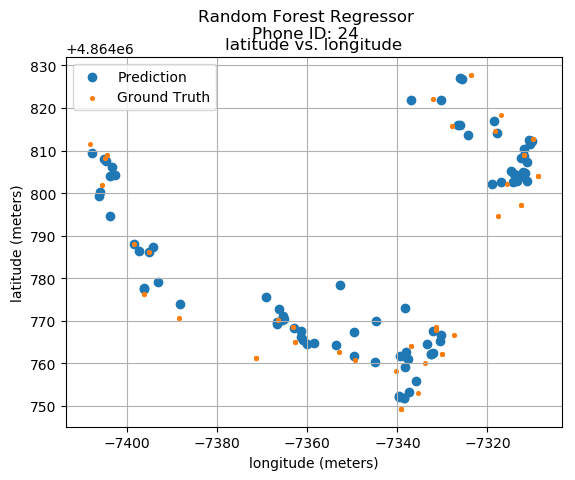 Random Forest Regressor
Phone ID: 24
latitude vs. longitude
+4.864e6
Prediction
Ground Truth
830
820
810
800
790
780
770
760
750
latitude (meters)
−7400 −7380 −7360 −7340 −7320
longitude (meters)